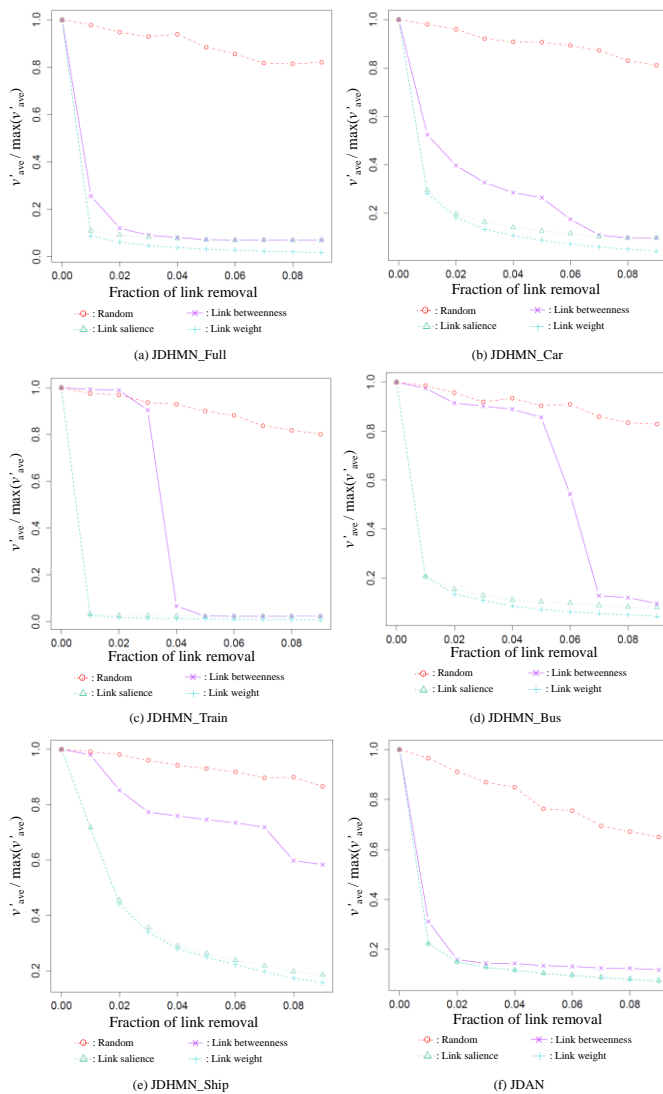 1.0
0.8
0.6
0.4
0.2
0.0
v'ave / max(v'ave)
0.00 0.02 0.04 0.06 0.08
Fraction of link removal
: Random : Link betweenness
: Link salience : Link weight
(a) JDHMN_Full
1.0
0.8
0.6
0.4
0.2
v'ave / max(v'ave)
0.00 0.02 0.04 0.06 0.08
Fraction of link removal
: Random : Link betweenness
: Link salience : Link weight
(b) JDHMN_Car
1.0
0.8
0.6
0.4
0.2
0.0
v'ave / max(v'ave)
0.00 0.02 0.04 0.06 0.08
Fraction of link removal
: Random : Link betweenness
: Link salience : Link weight
(c) JDHMN_Train
1.0
0.8
0.6
0.4
0.2
v'ave / max(v'ave)
0.00 0.02 0.04 0.06 0.08
Fraction of link removal
: Random : Link betweenness
: Link salience : Link weight
(d) JDHMN_Bus
1.0
0.8
0.6
0.4
0.2
v'ave / max(v'ave)
0.00 0.02 0.04 0.06 0.08
Fraction of link removal
: Random : Link betweenness
: Link salience : Link weight
(e) JDHMN_Ship
1.0
0.8
0.6
0.4
0.2
v'ave / max(v'ave)
0.00 0.02 0.04 0.06 0.08
Fraction of link removal
: Random : Link betweenness
: Link salience : Link weight
(f) JDAN